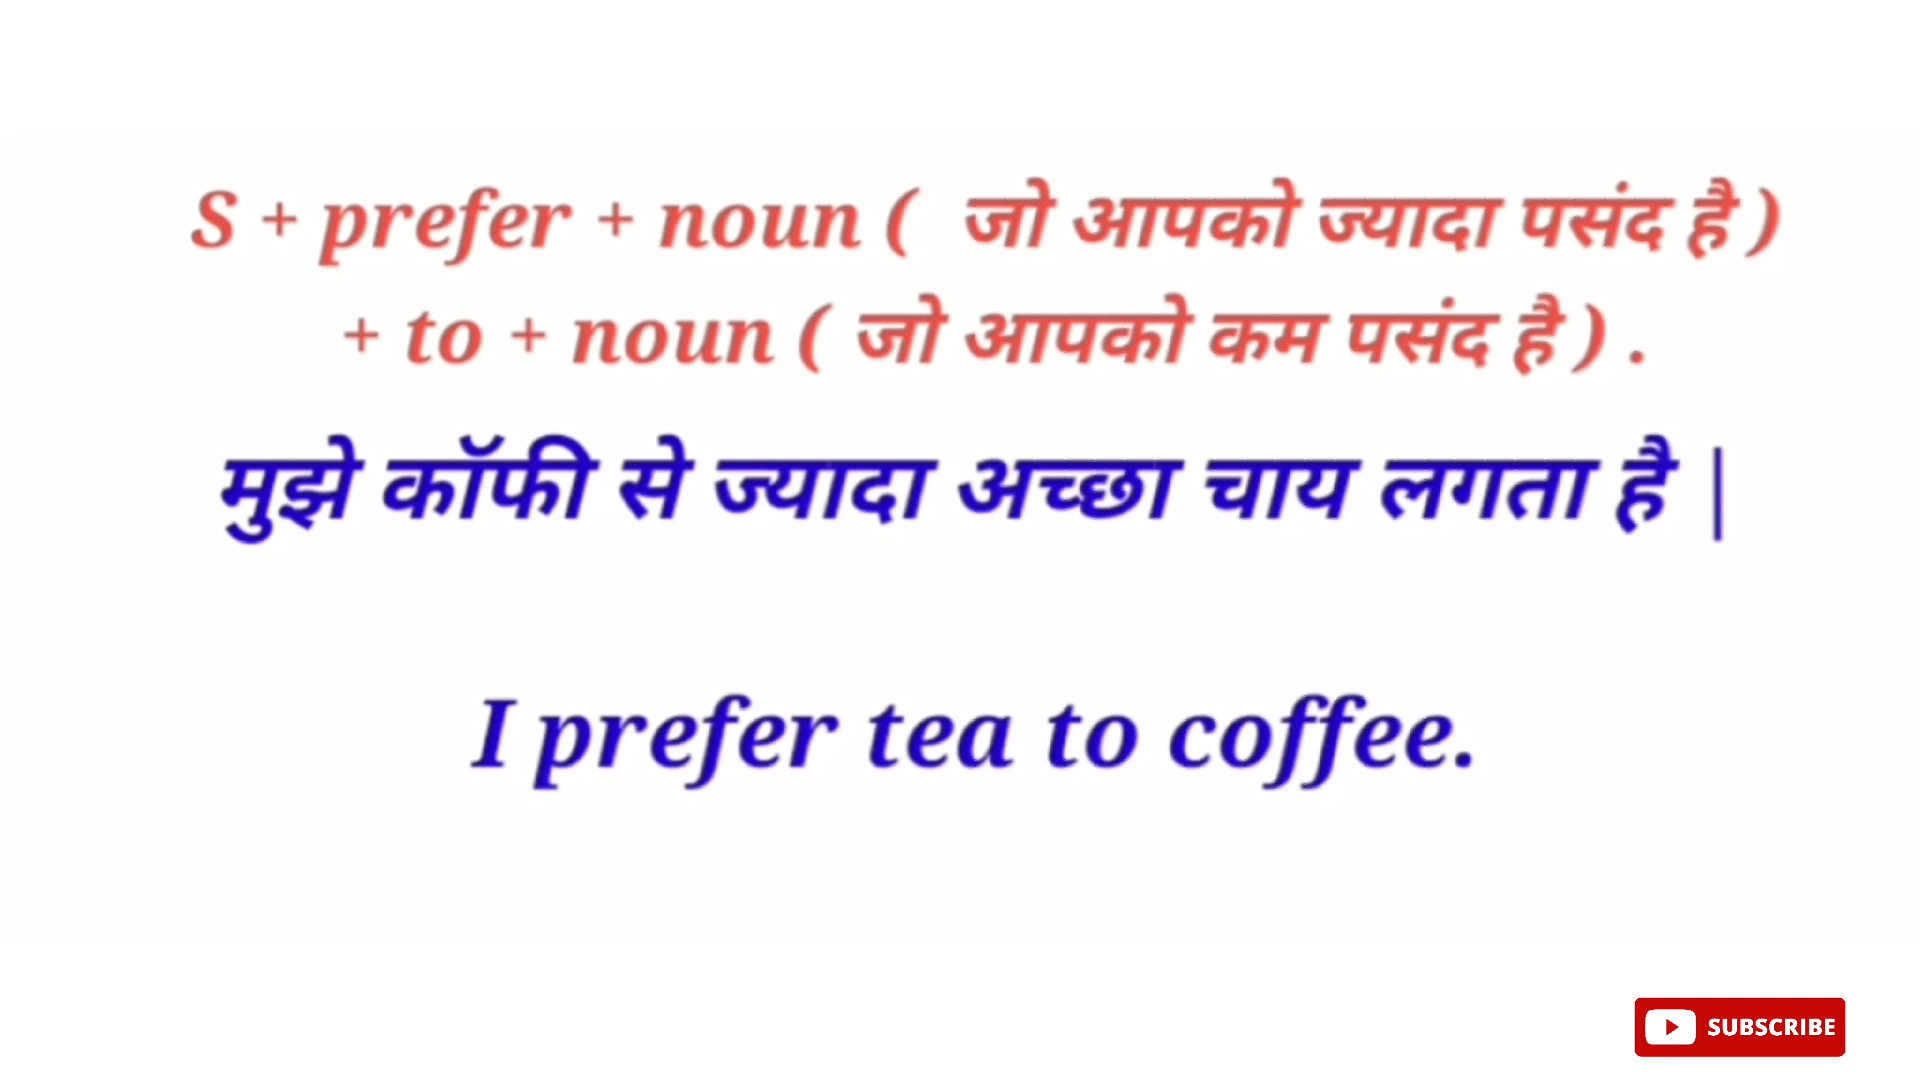 S + prefer + noun ( जो आपको ज्यादा पसंद है )
+ to + noun ( जो आपको कम पसंद है ) .
मुझे कॉफी से ज्यादा अच्छा चाय लगता है |
I prefer tea to coffee.
SUBSCRIBE